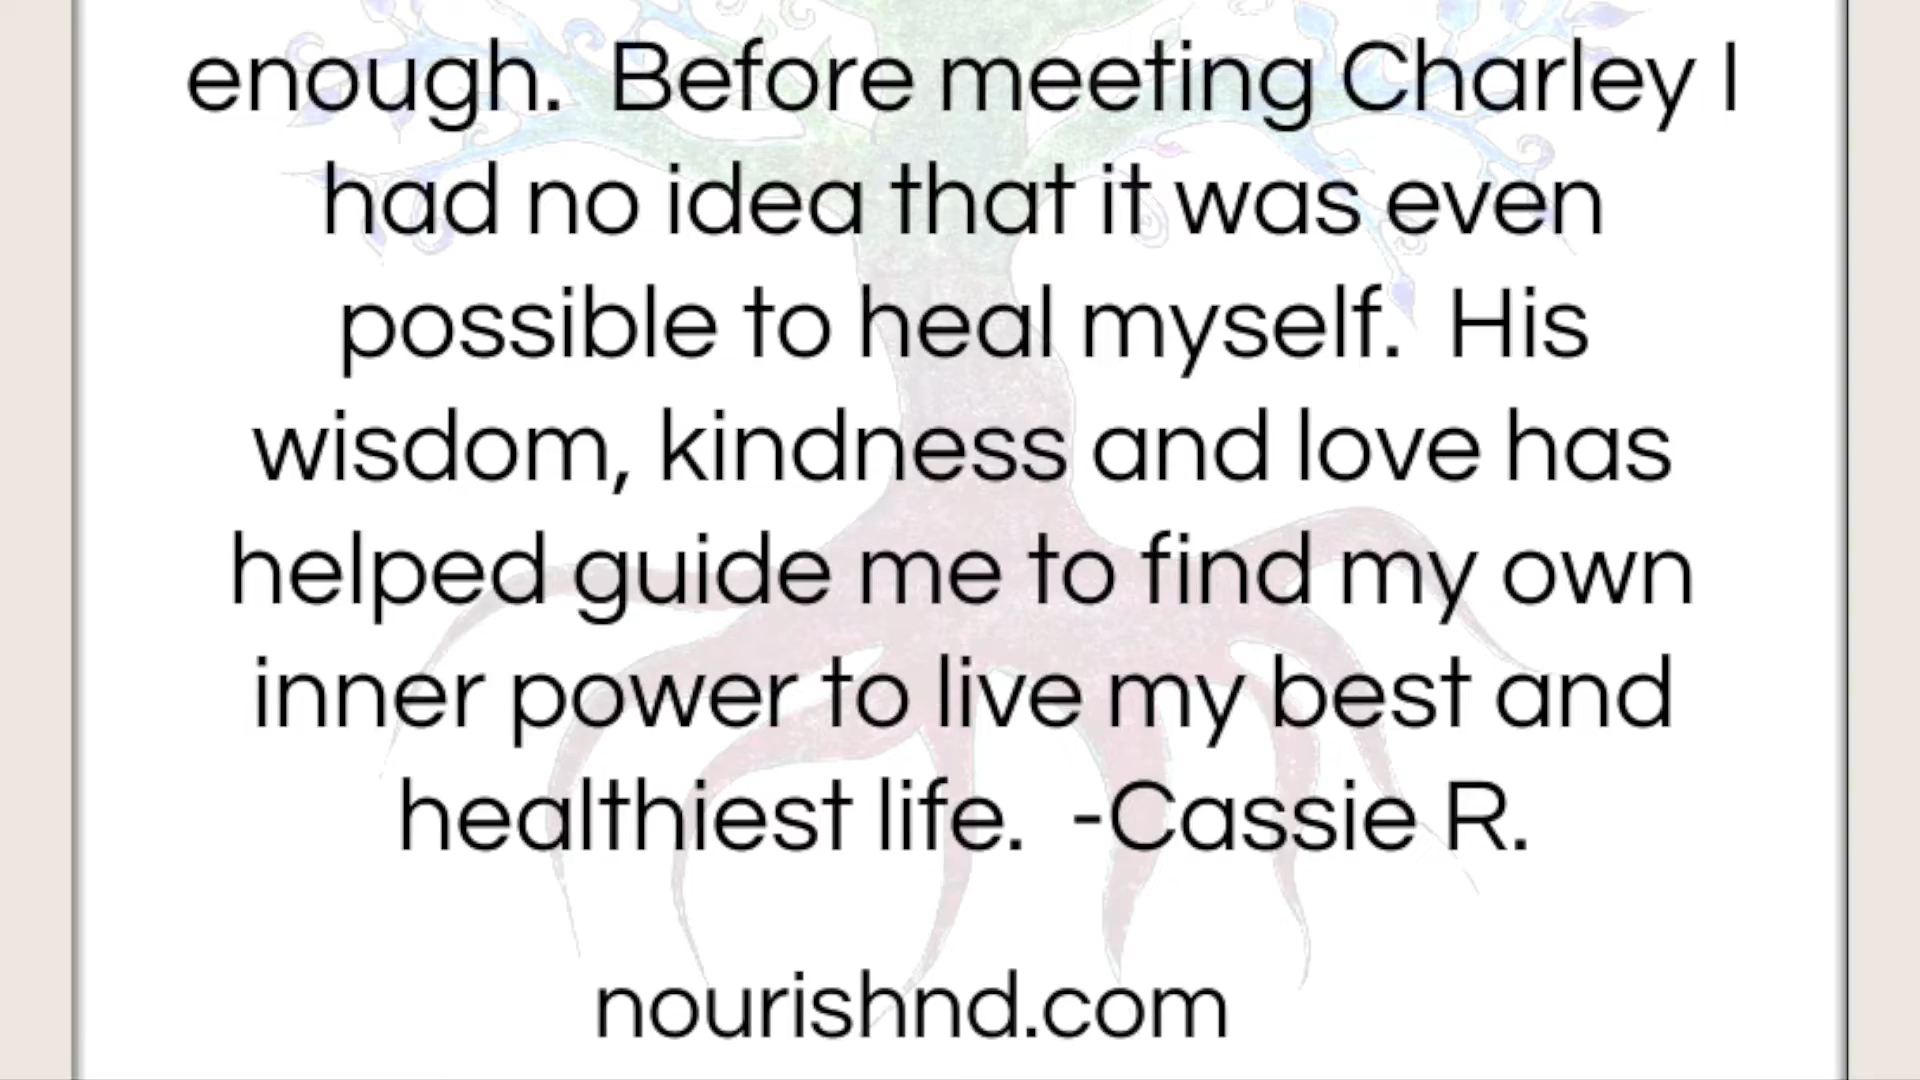 enough.  Before meeting Charley I
had no idea that it was even
possible to heal myself.  His
wisdom, kindness and love has
helped guide me to find my own
inner power to live my best and
healthiest life.  -Cassie R.
nourishnd.com